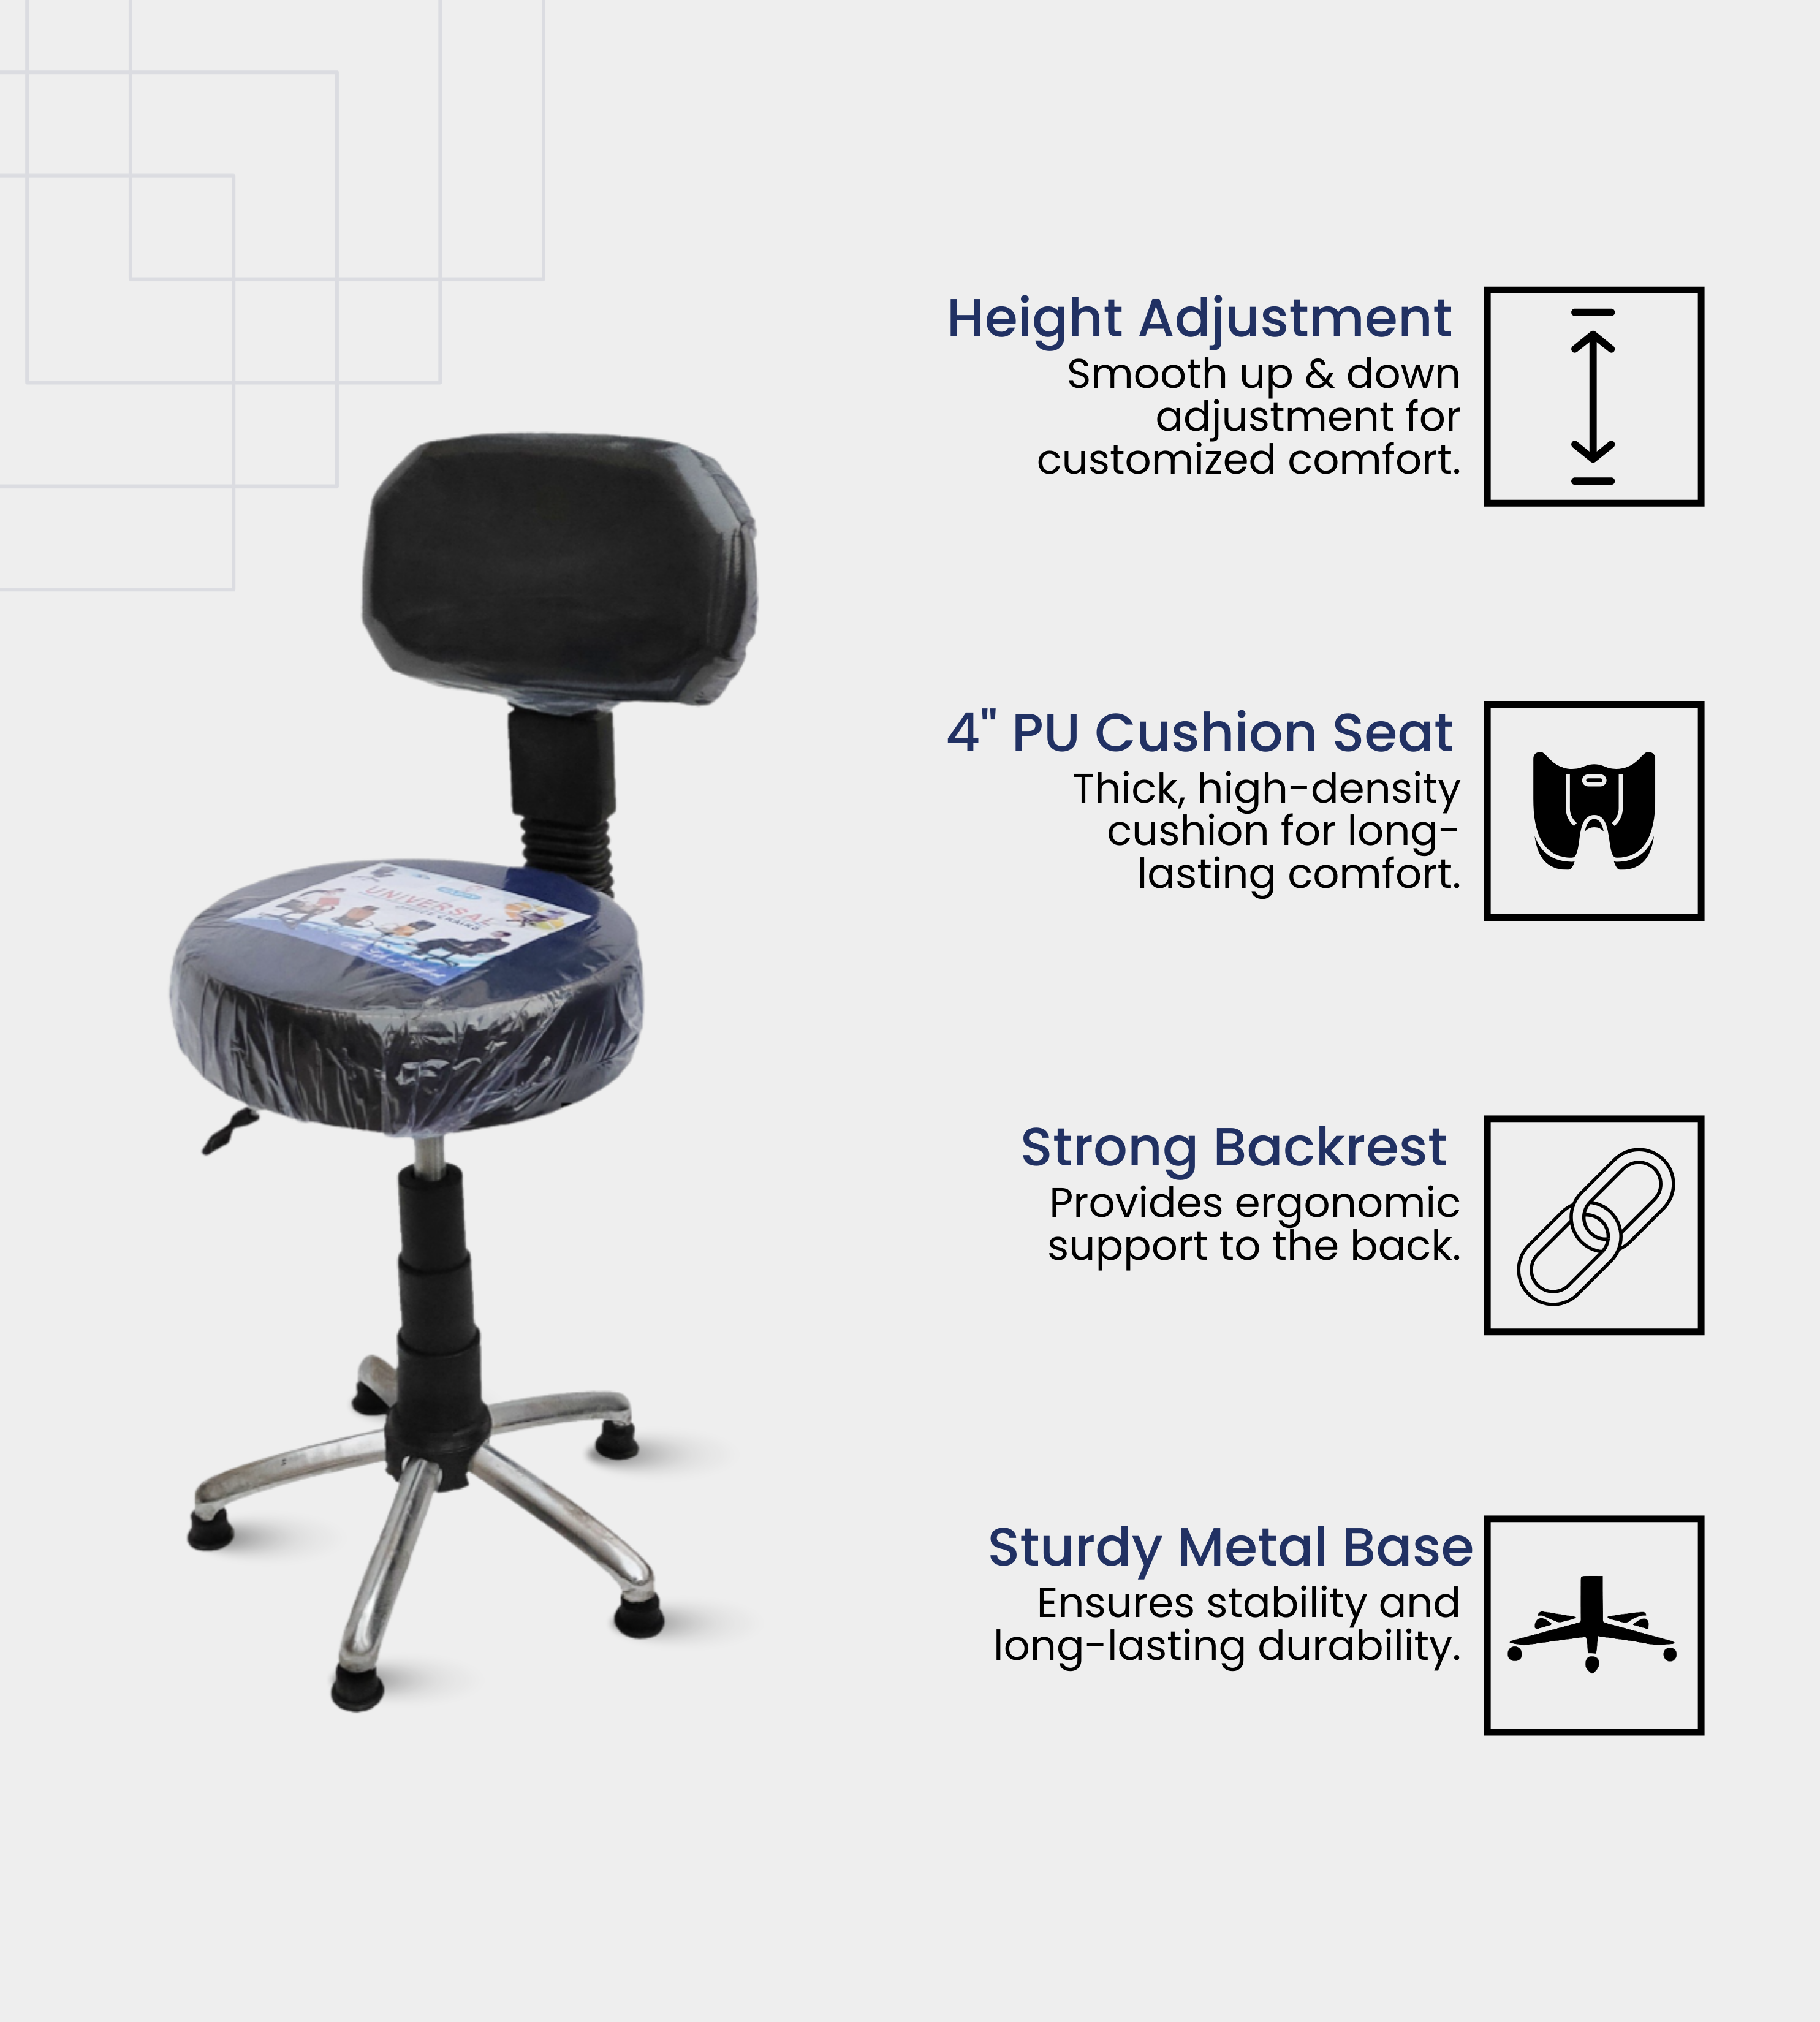 Height Adjustment
Smooth up & down
adjustment for
customized comfort.
4" PU Cushion Seat
Thick, high-density
cushion for long-
lasting comfort.
UNIVERSAL
OFFICE CHAIRS
Strong Backrest
Provides ergonomic
support to the back.
Sturdy Metal Base
Ensures stability and
long-lasting durability.